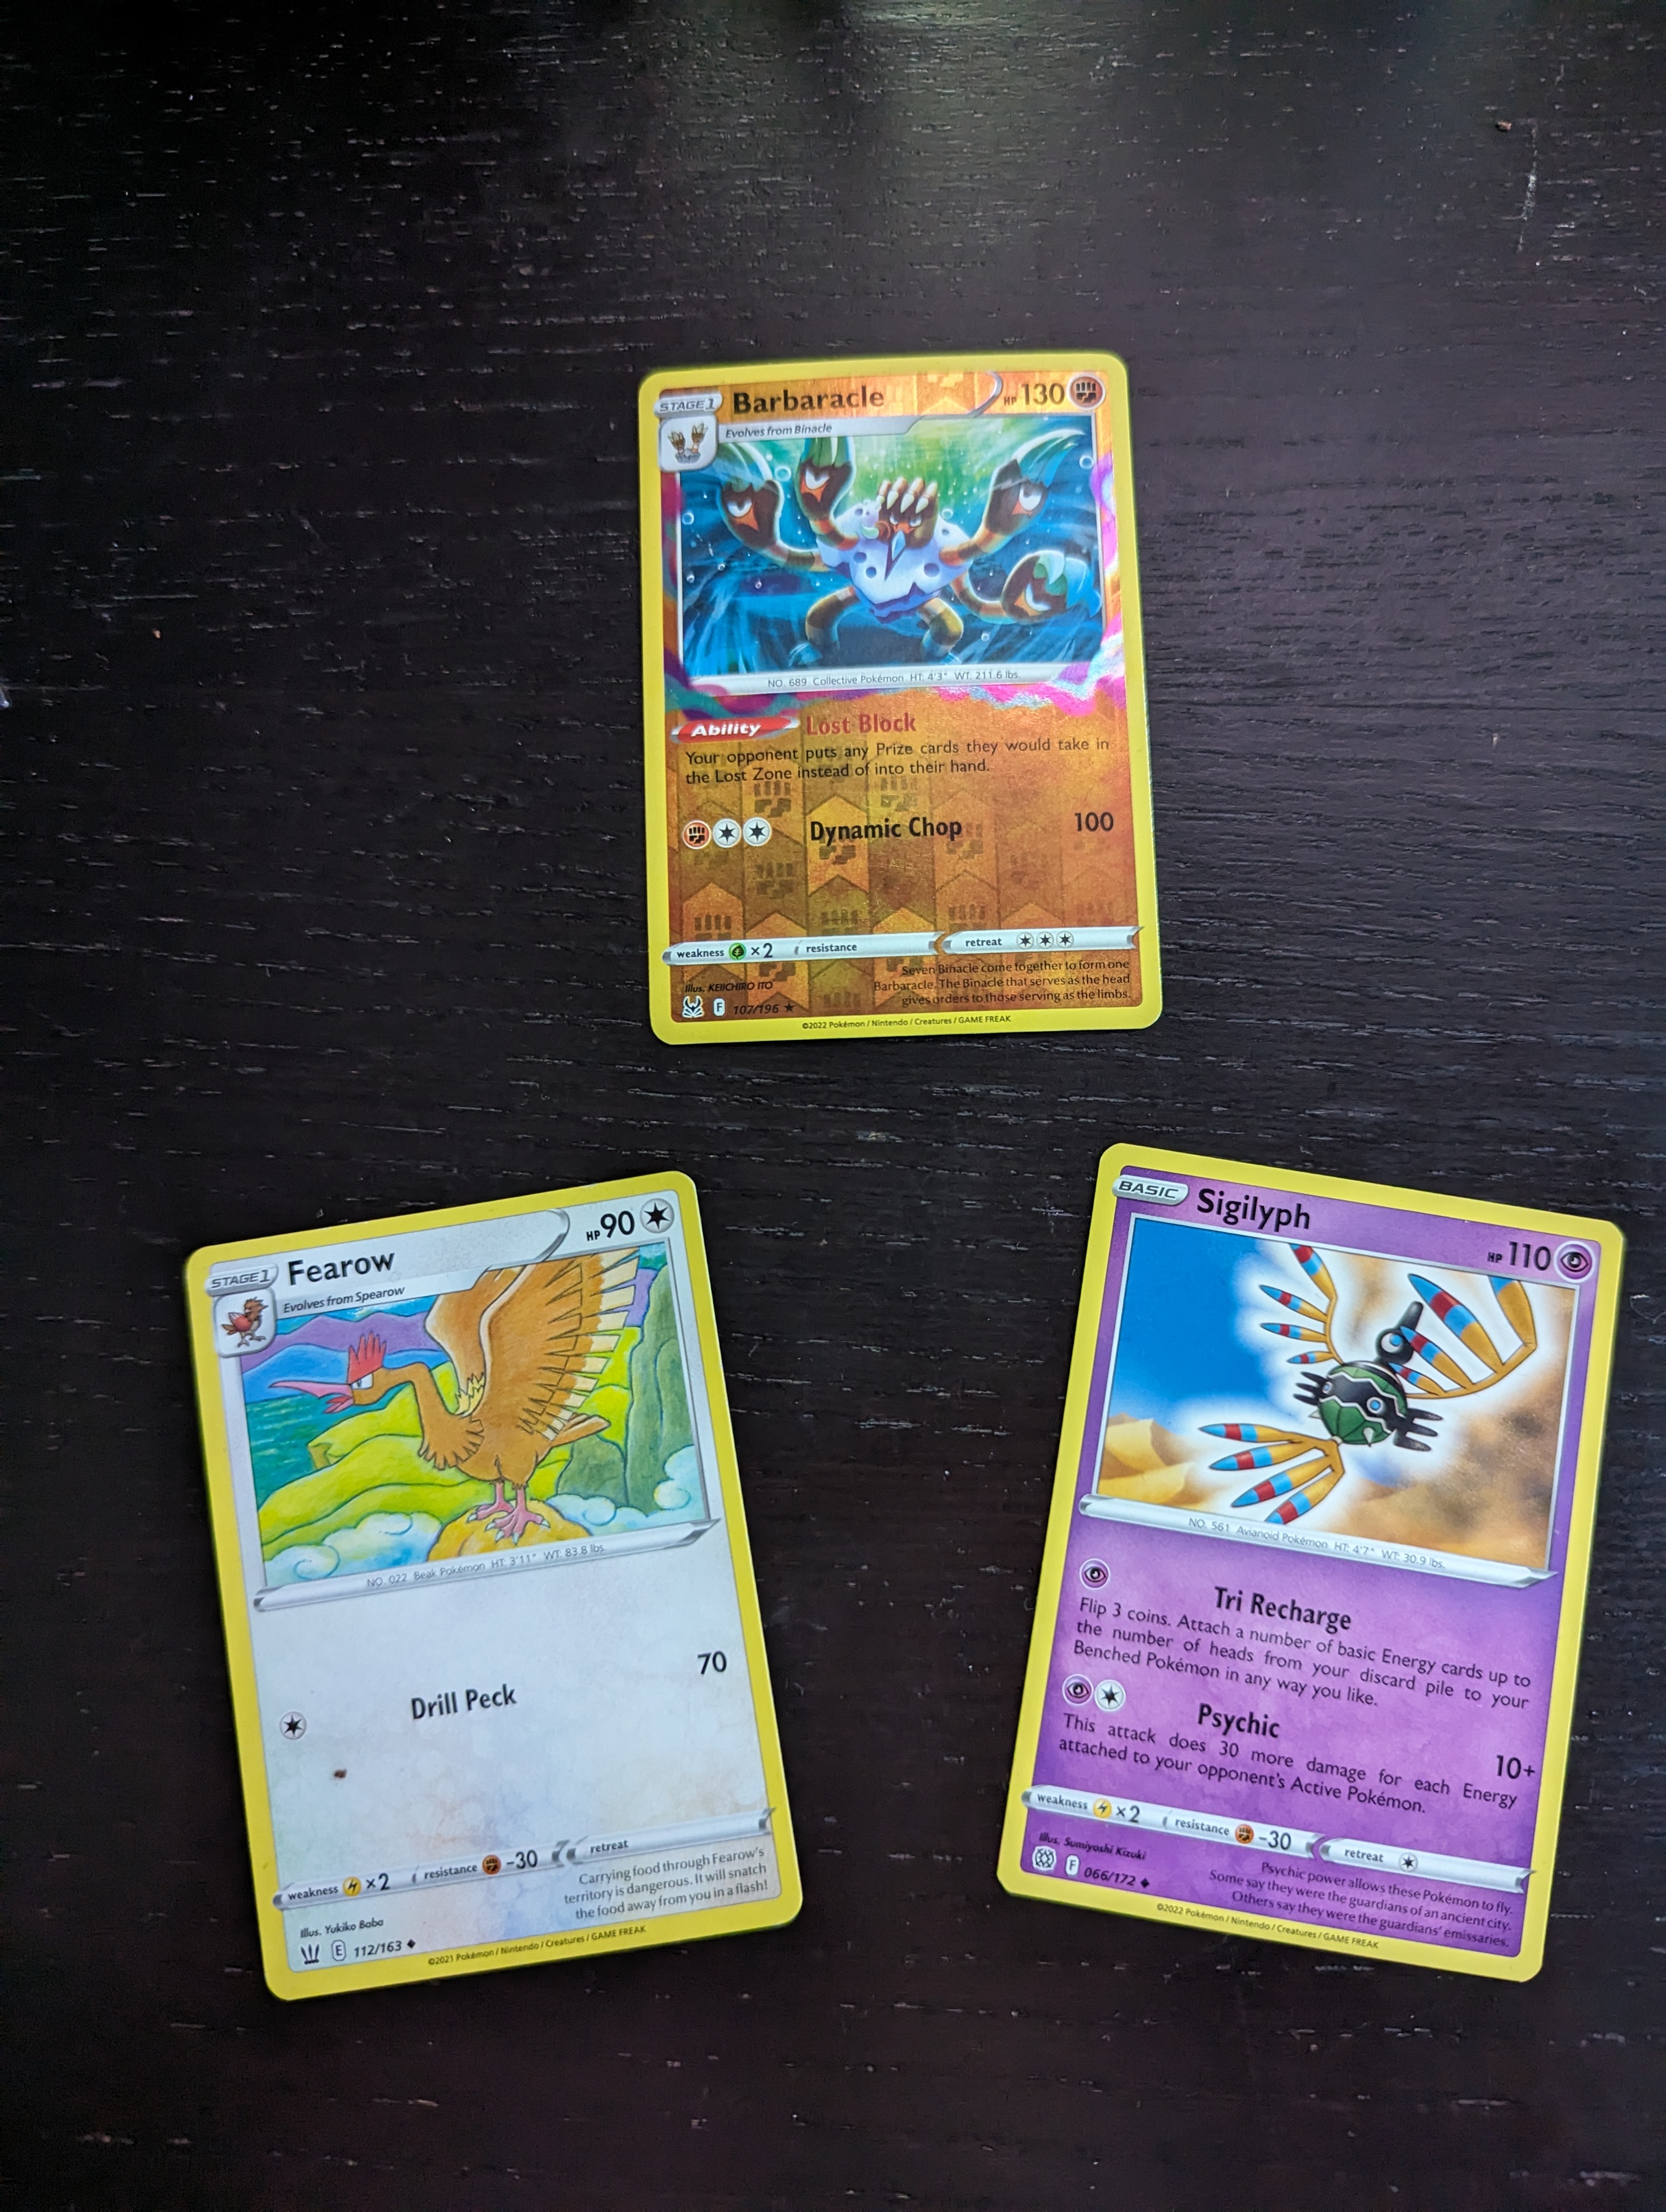 STAGE 1 Barbaracle HP 130
Evolves from Binacle
NO. 689 Collective Pokémon HT: 4'3" WT: 211.6 lbs.
Ability Lost Block
Your opponent puts any Prize cards they would take in
the Lost Zone instead of into their hand.
Dynamic Chop 100
weakness ×2 resistance retreat
Illus. KEIICHIRO ITO
Seven Binacle come together to form one
Barbaracle. The Binacle that serves as the head
gives orders to those serving as the limbs.
F 107/196 ★
©2022 Pokémon / Nintendo / Creatures / GAME FREAK
STAGE 1 Fearow HP 90
Evolves from Spearow
NO. 022 Beak Pokémon HT: 3'11" WT: 83.8 lbs.
Drill Peck 70
weakness ×2 resistance -30 retreat
Carrying food through Fearow's
territory is dangerous. It will snatch
the food away from you in a flash!
Illus. Yukiko Baba
E 112/163 ◆
©2021 Pokémon / Nintendo / Creatures / GAME FREAK
BASIC Sigilyph HP 110
NO. 561 Avianoid Pokémon HT: 4'7" WT: 30.9 lbs.
Tri Recharge
Flip 3 coins. Attach a number of basic Energy cards up to
the number of heads from your discard pile to your
Benched Pokémon in any way you like.
Psychic 10+
This attack does 30 more damage for each Energy
attached to your opponent's Active Pokémon.
weakness ×2 resistance -30 retreat
Illus. Sumiyoshi Kizuki
F 066/172 ◆
Psychic power allows these Pokémon to fly.
Some say they were the guardians of an ancient city.
Others say they were the guardians' emissaries.
©2022 Pokémon / Nintendo / Creatures / GAME FREAK